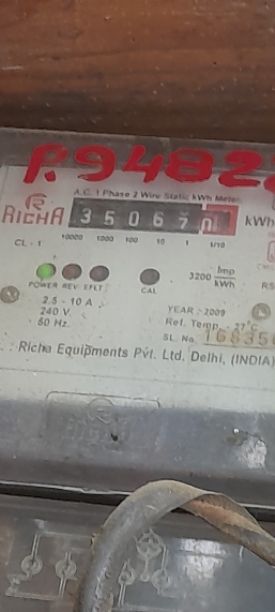 P.9482
A.C. 1 Phase 2 Wire Static kWh Meter
RICHA 35067 kWh
CL - 1 10000 1000 100 10 1 1/10
3200 Imp/kWh
POWER REV EFLT CAL
2.5 - 10 A
240 V.
50 Hz.
YEAR : 2009
Ref. Temp. - 27°C
SL. No. 16835
Richa Equipments Pvt. Ltd. Delhi, (INDIA)